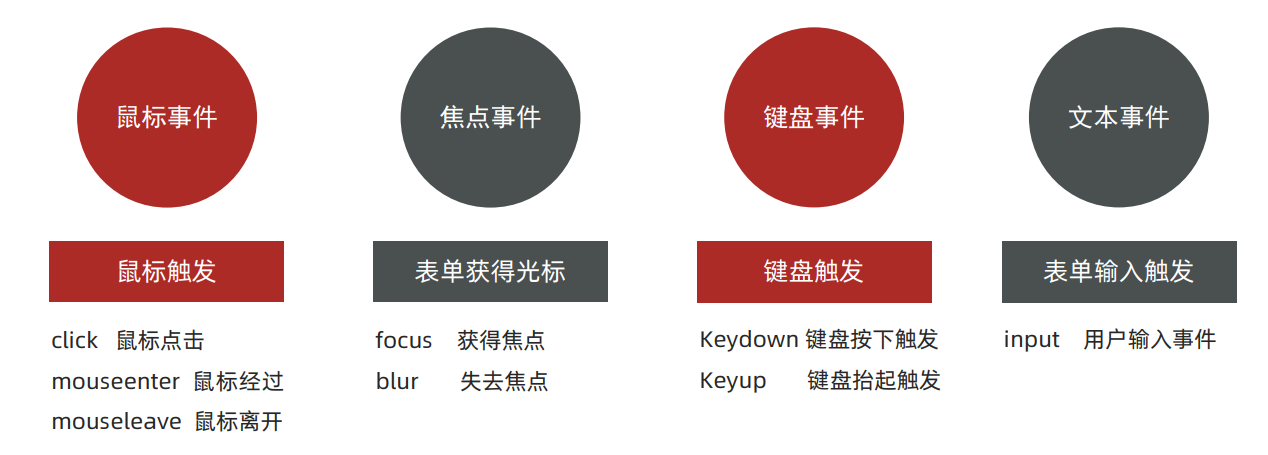 鼠标事件
焦点事件
键盘事件
文本事件
鼠标触发
表单获得光标
键盘触发
表单输入触发
click 鼠标点击
mouseenter 鼠标经过
mouseleave 鼠标离开
focus 获得焦点
blur 失去焦点
Keydown 键盘按下触发
Keyup 键盘抬起触发
input 用户输入事件